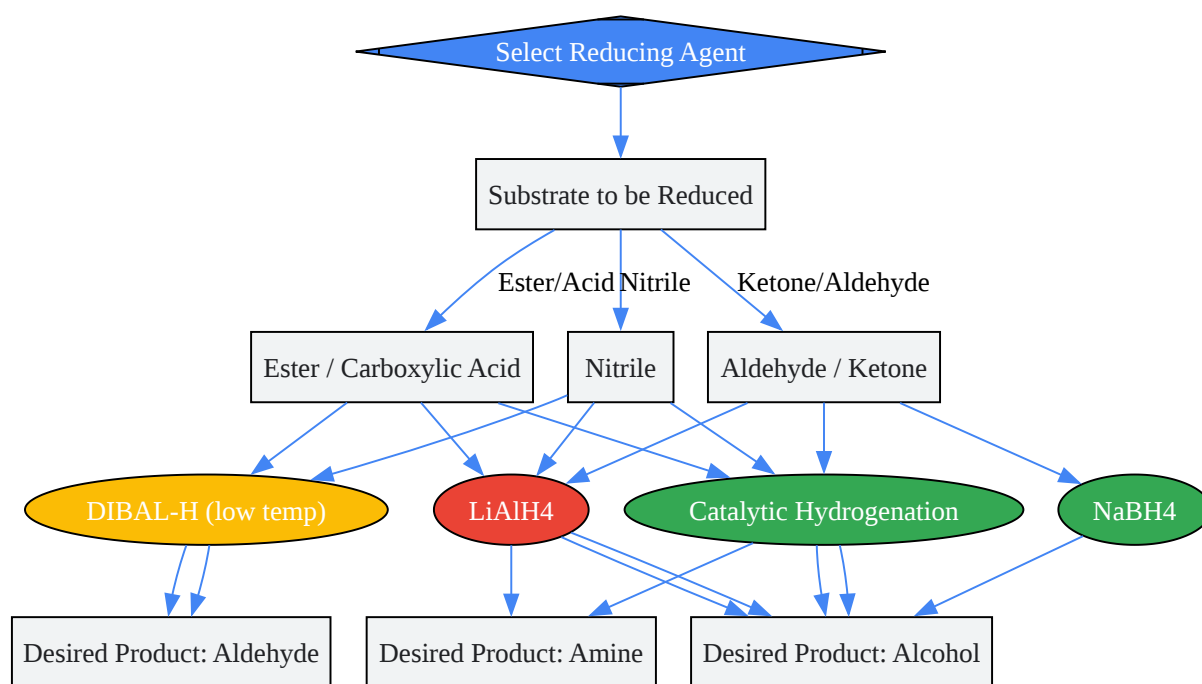 Select Reducing Agent
Substrate to be Reduced
Ester/Acid
Nitrile
Ketone/Aldehyde
Ester / Carboxylic Acid
Nitrile
Aldehyde / Ketone
DIBAL-H (low temp)
LiAlH4
Catalytic Hydrogenation
NaBH4
Desired Product: Aldehyde
Desired Product: Amine
Desired Product: Alcohol